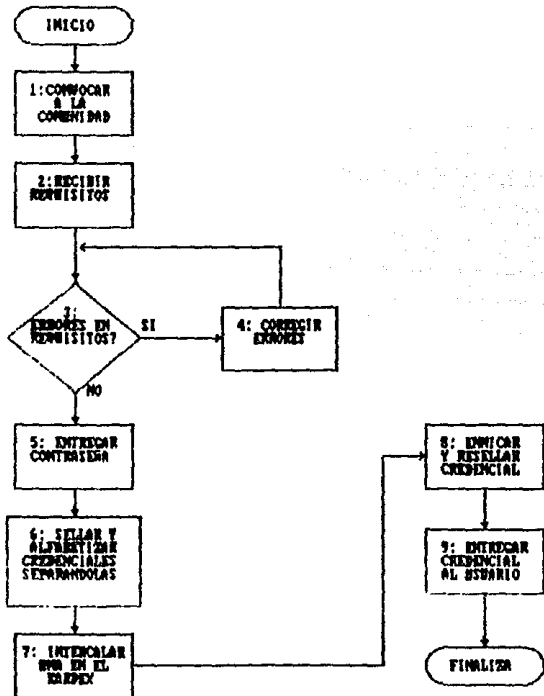 INICIO
1:CONVOCAR
A LA
COMUNIDAD
2:RECIBIR
REQUISITOS
3:
ERRORES EN
REQUISITOS?
SI
4: CORREGIR
ERRORES
NO
5: ENTREGAR
CONTRASEÑA
6: SELLAR Y
ALFABETIZAR
CREDENCIALES
SEPARANDOLAS
7: INTERCALAR
UNA EN EL
KARDEX
8: ENMICAR
Y RESELLAR
CREDENCIAL
9: ENTREGAR
CREDENCIAL
AL USUARIO
FINALIZA